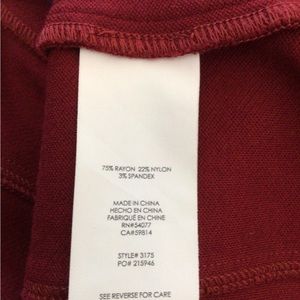 75% RAYON 22% NYLON
3% SPANDEX
MADE IN CHINA
HECHO EN CHINA
FABRIQUÉ EN CHINE
RN#54077
CA#59814
STYLE# 3175
PO# 215946
SEE REVERSE FOR CARE